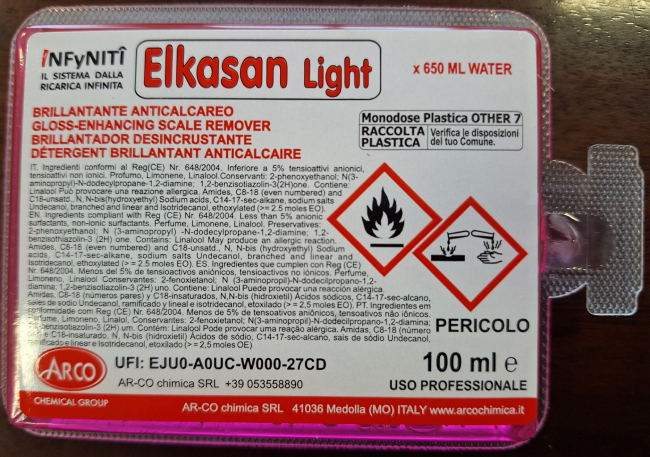 iNFyNITÎ
IL SISTEMA DALLA
RICARICA INFINITA
Elkasan Light
x 650 ML WATER
BRILLANTANTE ANTICALCAREO
GLOSS-ENHANCING SCALE REMOVER
BRILLANTADOR DESINCRUSTANTE
DÉTERGENT BRILLANTANT ANTICALCAIRE
Monodose Plastica OTHER 7
RACCOLTA PLASTICA
Verifica le disposizioni del tuo Comune.
IT. Ingredienti conformi al Reg(CE) Nr. 648/2004. Inferiore a 5% tensioattivi anionici,
tensioattivi non ionici. Profumo, Limonene, Linalool.Conservanti: 2-phenoxyethanol; N(3-
aminopropyl)-N-dodecylpropane-1,2-diamine; 1,2-benzisotiazolin-3(2H)one. Contiene:
Linalool Può provocare una reazione allergica. Amides, C8-18 (even numbered) and
C18-unsatd., N, N-bis(hydroxyethyl) Sodium acids, C14-17-sec-alkane, sodium salts
Undecanol, branched and linear and Isotridecanol, ethoxylated (>= 2.5 moles EO).
EN. Ingredients compliant with Reg (CE) Nr. 648/2004. Less than 5% anionic
surfactants, non-ionic surfactants. Perfume, Limonene, Linalool. Preservatives:
2-phenoxyethanol; N (3-aminopropyl) -N-dodecylpropane-1,2-diamine; 1,2-
benzisothiazolin-3 (2H) one. Contains: Linalool May produce an allergic reaction.
Amides, C8-18 (even numbered) and C18-unsatd., N, N-bis (hydroxyethyl) Sodium
acids, C14-17-sec-alkane, sodium salts Undecanol, branched and linear and
Isotridecanol, ethoxylated (> = 2.5 moles EO). ES. Ingredientes que cumplen con Reg (CE)
Nr. 648/2004. Menos del 5% de tensioactivos aniónicos, tensioactivos no iónicos. Perfume,
Limoneno, Linalool Conservantes: 2-fenoxietanol; N (3-aminopropil)-N-dodecilpropano-1,2-
diamina; 1,2-benzisotiazolin-3 (2H) uno. Contiene: Linalool Puede provocar una reacción alérgica.
Amidas, C8-18 (números pares) y C18-insaturados, N,N-bis (hidroxietil) Ácidos sódicos, C14-17-sec-alcano,
sales de sodio Undecanol, ramificado y lineal e isotridecanol, etoxilado (> = 2,5 moles EO). PT. Ingredientes em
conformidade com Reg (CE) Nr. 648/2004. Menos de 5% de tensoativos aniônicos, tensoativos não iônicos.
Perfume, Limoneno, Linalol, Conservantes: 2-fenoxietanol; N(3-aminopropil)-N-dodecilpropano-1,2-diamina;
benzisotiazolin-3 (2H) um. Contém: Linalool Pode provocar uma reação alérgica. Amidas, C8-18 (número
e C18-insaturado, N, N-bis (hidroxietil) Ácidos de sódio, C14-17-sec-alcano, sais de sódio Undecanol,
e linear e isotridecanol, etoxilado (> = 2,5 moles OE)
PERICOLO
ARCO
CHEMICAL GROUP
UFI: EJU0-A0UC-W000-27CD
AR-CO chimica SRL +39 053558890
100 ml e
USO PROFESSIONALE
AR-CO chimica SRL 41036 Medolla (MO) ITALY www.arcochimica.it